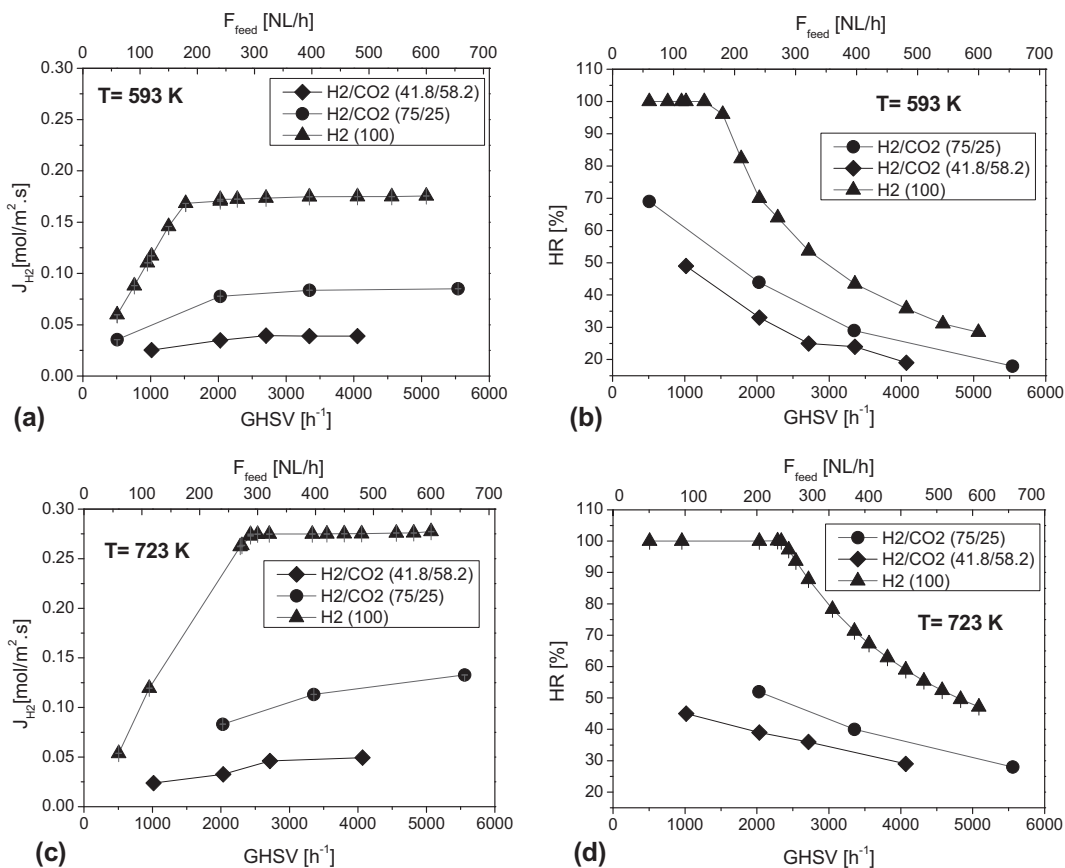 F_feed [NL/h]
0 100 200 300 400 500 600 700
0.30
0.25
0.20
0.15
0.10
0.05
0.00
J_H2[mol/m².s]
T= 593 K
H2/CO2 (41.8/58.2)
H2/CO2 (75/25)
H2 (100)
0 1000 2000 3000 4000 5000 6000
GHSV [h⁻¹]
(a)
F_feed [NL/h]
0 100 200 300 400 500 600 700
110
100
90
80
70
60
50
40
30
20
HR [%]
T= 593 K
H2/CO2 (75/25)
H2/CO2 (41.8/58.2)
H2 (100)
0 1000 2000 3000 4000 5000 6000
GHSV [h⁻¹]
(b)
F_feed [NL/h]
0 100 200 300 400 500 600 700
0.30
0.25
0.20
0.15
0.10
0.05
0.00
J_H2[mol/m².s]
T= 723 K
H2/CO2 (41.8/58.2)
H2/CO2 (75/25)
H2 (100)
0 1000 2000 3000 4000 5000 6000
GHSV [h⁻¹]
(c)
F_feed [NL/h]
0 100 200 300 400 500 600 700
110
100
90
80
70
60
50
40
30
20
HR [%]
H2/CO2 (75/25)
H2/CO2 (41.8/58.2)
H2 (100)
T= 723 K
0 1000 2000 3000 4000 5000 6000
GHSV [h⁻¹]
(d)